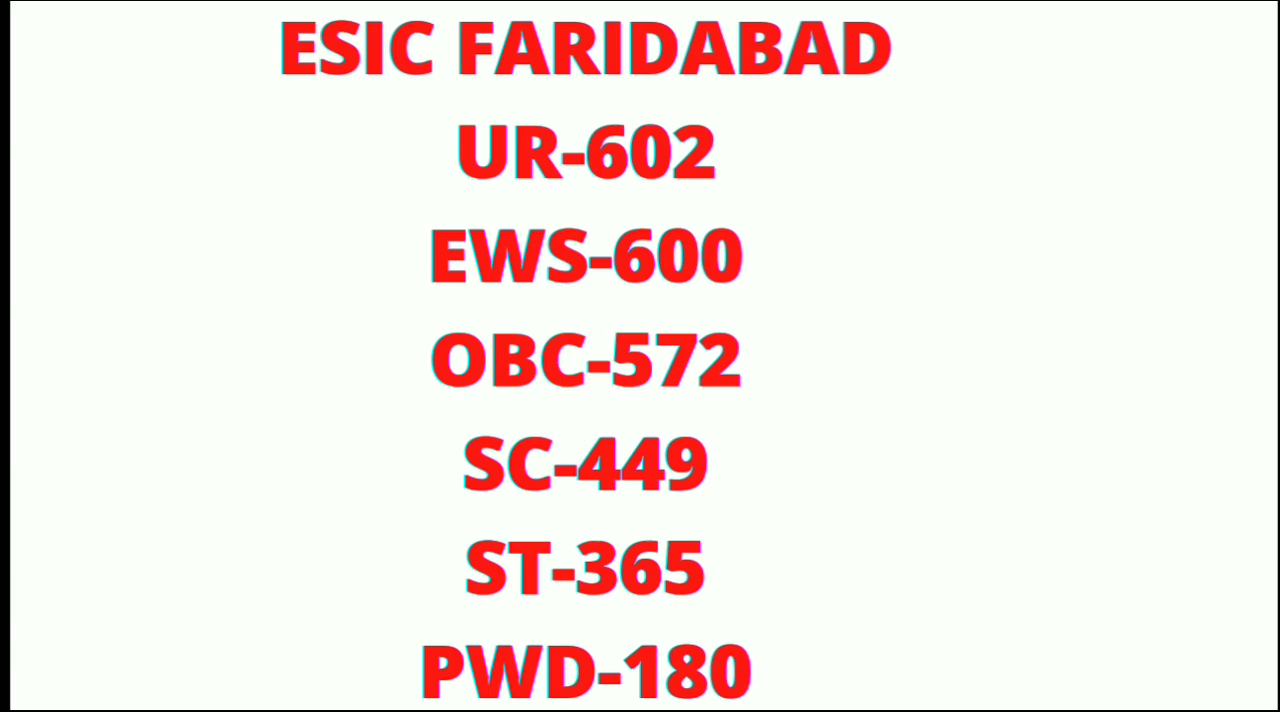 ESIC FARIDABAD
UR-602
EWS-600
OBC-572
SC-449
ST-365
PWD-180